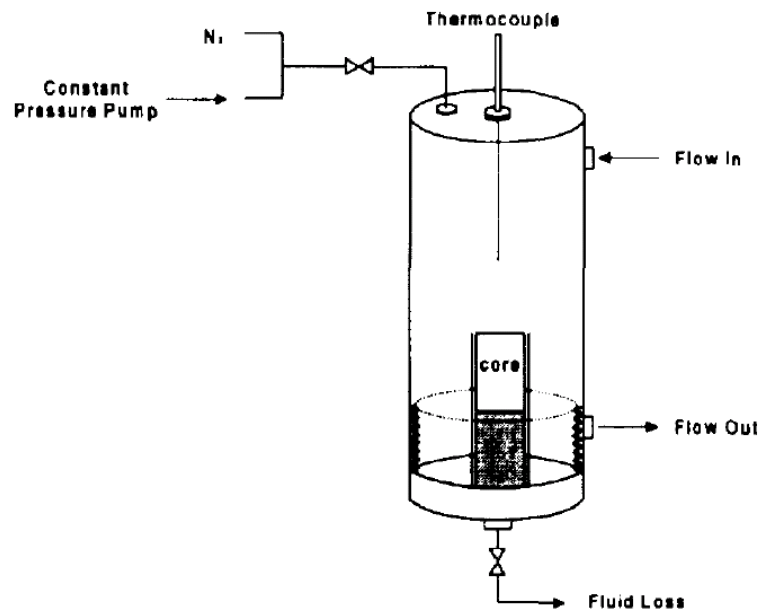 Thermocouple
N₂
Constant
Pressure Pump
Flow In
core
Flow Out
Fluid Loss